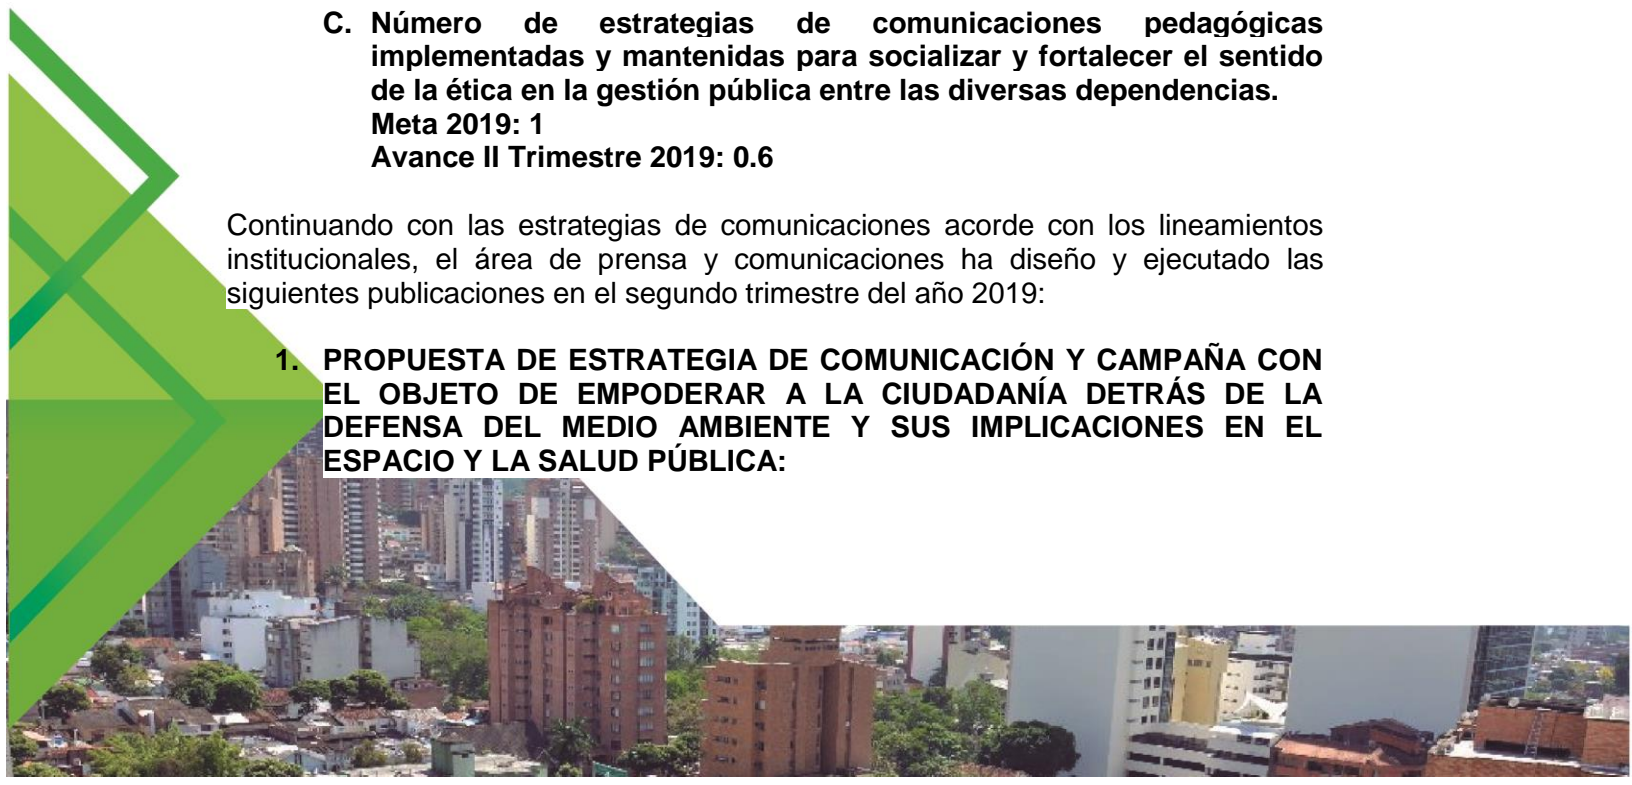 C. Número de estrategias de comunicaciones pedagógicas
implementadas y mantenidas para socializar y fortalecer el sentido
de la ética en la gestión pública entre las diversas dependencias.
Meta 2019: 1
Avance II Trimestre 2019: 0.6
Continuando con las estrategias de comunicaciones acorde con los lineamientos
institucionales, el área de prensa y comunicaciones ha diseño y ejecutado las
siguientes publicaciones en el segundo trimestre del año 2019:
1. PROPUESTA DE ESTRATEGIA DE COMUNICACIÓN Y CAMPAÑA CON
EL OBJETO DE EMPODERAR A LA CIUDADANÍA DETRÁS DE LA
DEFENSA DEL MEDIO AMBIENTE Y SUS IMPLICACIONES EN EL
ESPACIO Y LA SALUD PÚBLICA: